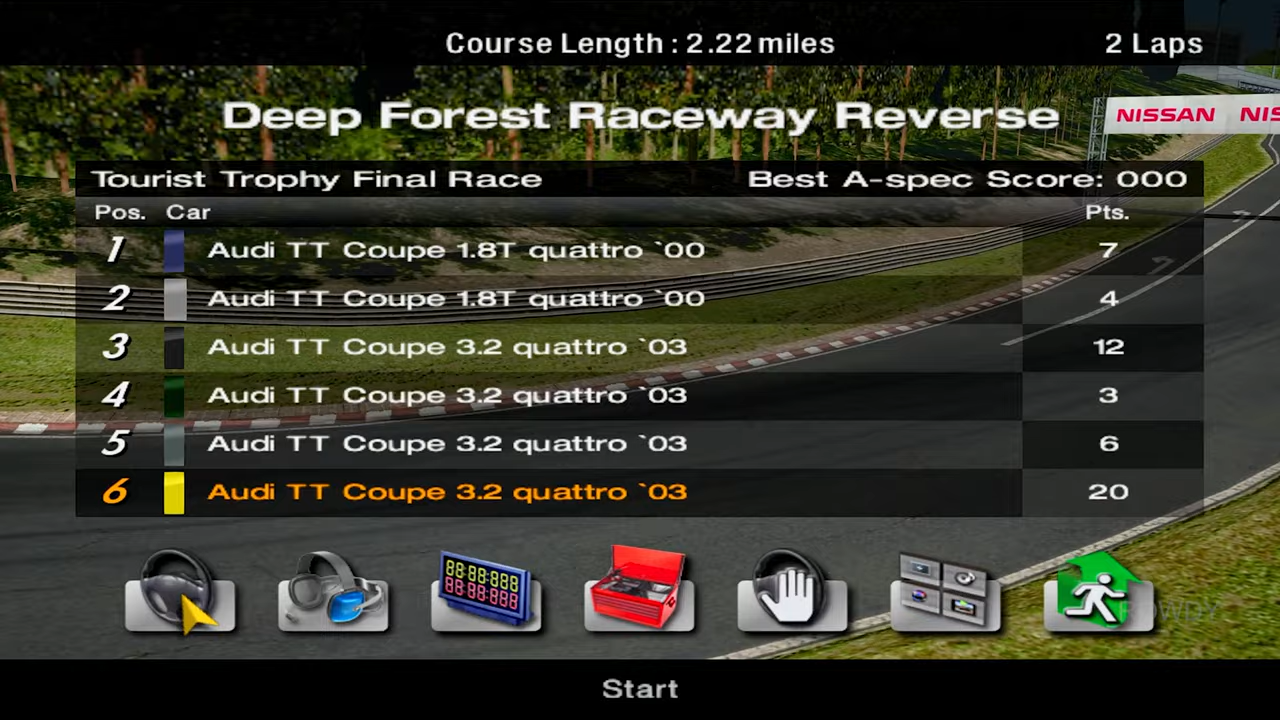 Course Length : 2.22 miles
2 Laps
Deep Forest Raceway Reverse
NISSAN NIS
Tourist Trophy Final Race
Best A-spec Score: 000
Pos. Car Pts.
1 Audi TT Coupe 1.8T quattro `00 7
2 Audi TT Coupe 1.8T quattro `00 4
3 Audi TT Coupe 3.2 quattro `03 12
4 Audi TT Coupe 3.2 quattro `03 3
5 Audi TT Coupe 3.2 quattro `03 6
6 Audi TT Coupe 3.2 quattro `03 20
Start